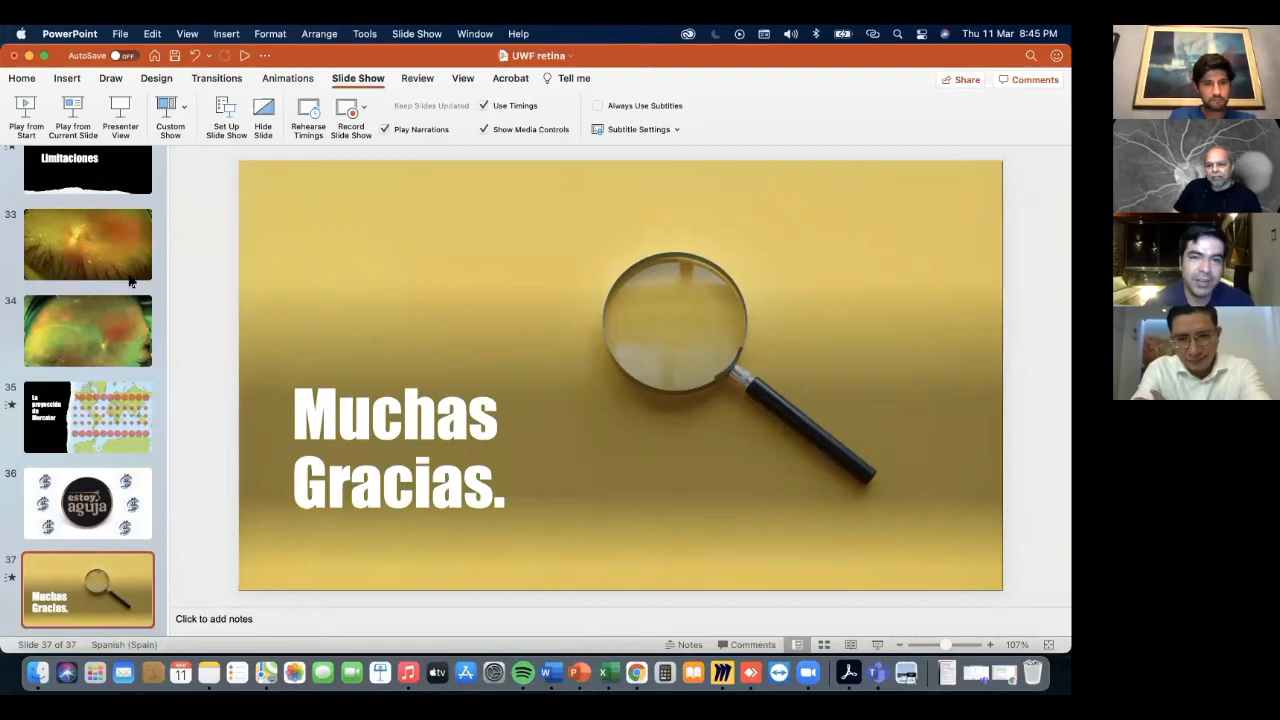 PowerPoint File Edit View Insert Format Arrange Tools Slide Show Window Help Thu 11 Mar 8:45 PM
AutoSave OFF UWF retina
Home Insert Draw Design Transitions Animations Slide Show Review View Acrobat Tell me Share Comments
Play from Start
Play from Current Slide
Presenter View
Custom Show
Set Up Slide Show
Hide Slide
Rehearse Timings
Record Slide Show
Keep Slides Updated
Use Timings
Play Narrations
Show Media Controls
Always Use Subtitles
Subtitle Settings
Limitaciones
33
34
35
La
proyección
de
Mercator
36
estoy
aguja
37
Muchas
Gracias.
Muchas
Gracias.
Click to add notes
Slide 37 of 37 Spanish (Spain) Notes Comments 107%
NOV
11
tv